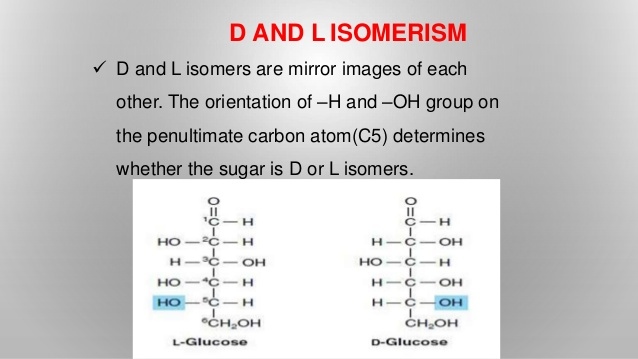 D AND L ISOMERISM
✓ D and L isomers are mirror images of each
other. The orientation of –H and –OH group on
the penultimate carbon atom(C5) determines
whether the sugar is D or L isomers.
O
¹C — H
HO — ²C — H
H — ³C — OH
HO — ⁴C — H
HO — ⁵C — H
⁶CH₂OH
L-Glucose
O
C — H
H — C — OH
HO — C — H
H — C — OH
H — C — OH
CH₂OH
D-Glucose